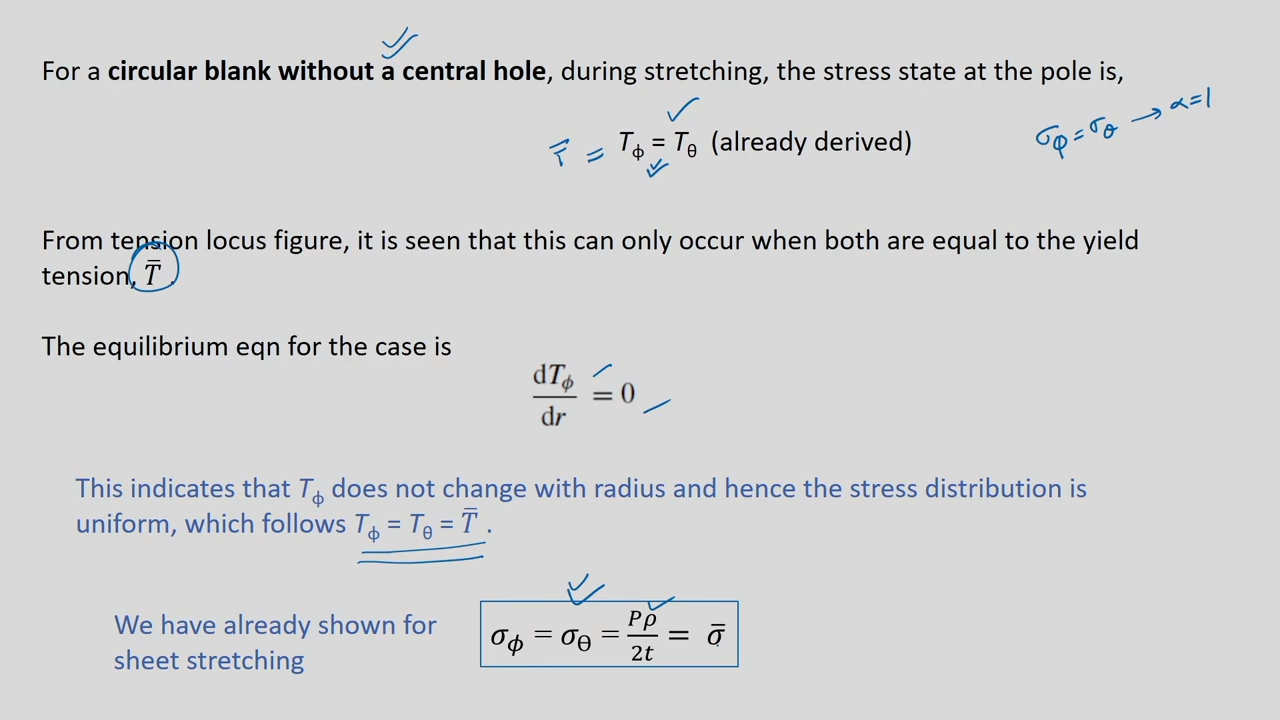 For a circular blank without a central hole, during stretching, the stress state at the pole is,
T̄ = Tϕ = Tθ (already derived)
σϕ = σθ → α=1
From tension locus figure, it is seen that this can only occur when both are equal to the yield
tension, T̄ .
The equilibrium eqn for the case is
dTϕ/dr = 0
This indicates that Tϕ does not change with radius and hence the stress distribution is
uniform, which follows Tϕ = Tθ = T̄ .
We have already shown for
sheet stretching
σϕ = σθ = Pρ/2t = σ̄